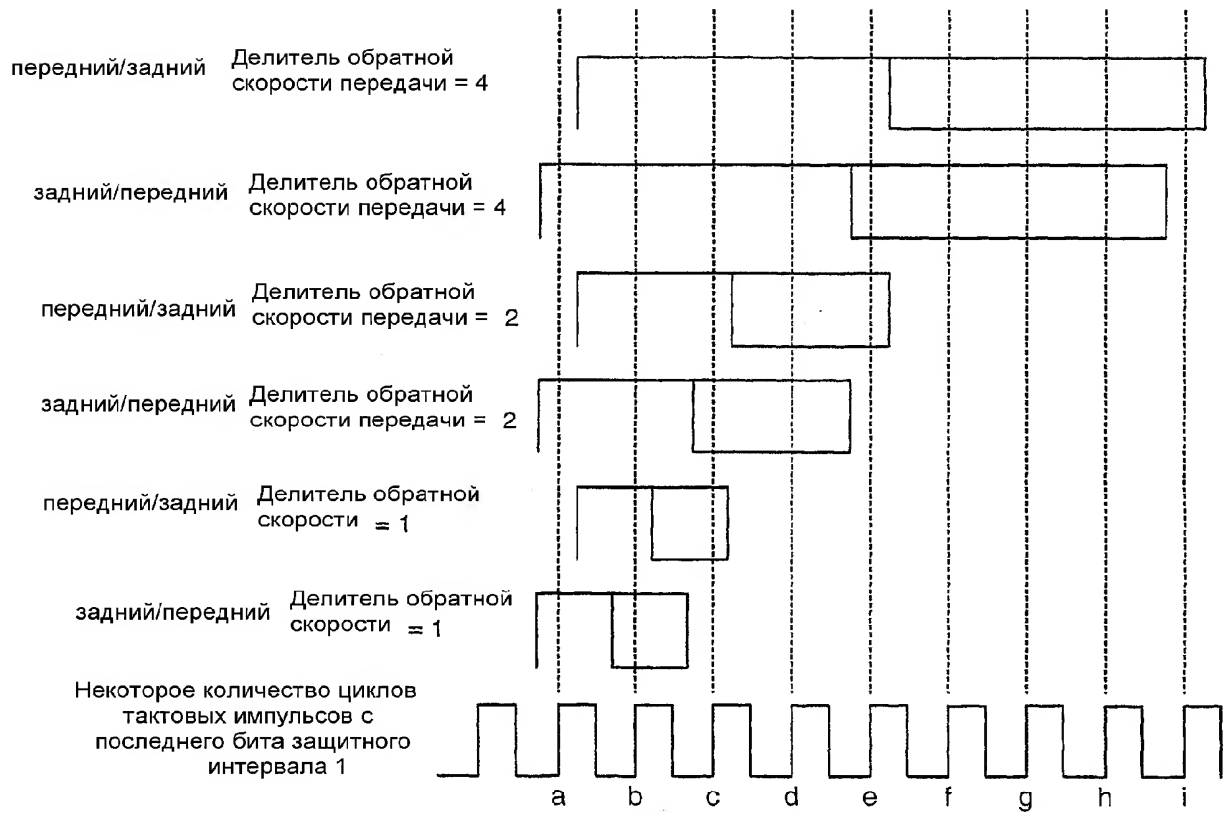 передний/задний Делитель обратной
скорости передачи = 4
задний/передний Делитель обратной
скорости передачи = 4
передний/задний Делитель обратной
скорости передачи = 2
задний/передний Делитель обратной
скорости передачи = 2
передний/задний Делитель обратной
скорости = 1
задний/передний Делитель обратной
скорости = 1
Некоторое количество циклов
тактовых импульсов с
последнего бита защитного
интервала 1
a b c d e f g h i